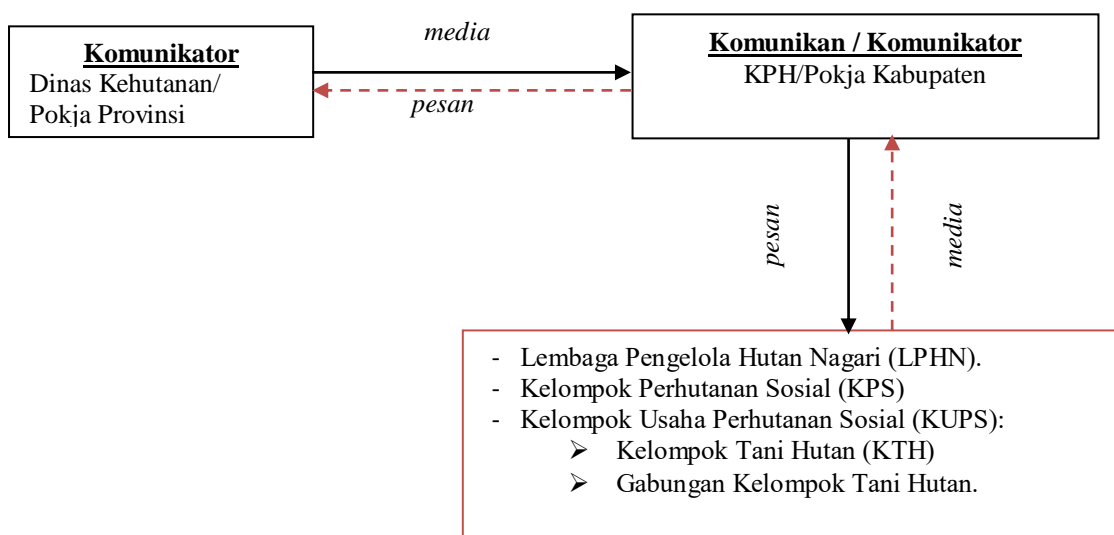 media
Komunikator
Dinas Kehutanan/
Pokja Provinsi
pesan
Komunikan / Komunikator
KPH/Pokja Kabupaten
pesan
media
- Lembaga Pengelola Hutan Nagari (LPHN).
- Kelompok Perhutanan Sosial (KPS)
- Kelompok Usaha Perhutanan Sosial (KUPS):
➢ Kelompok Tani Hutan (KTH)
➢ Gabungan Kelompok Tani Hutan.